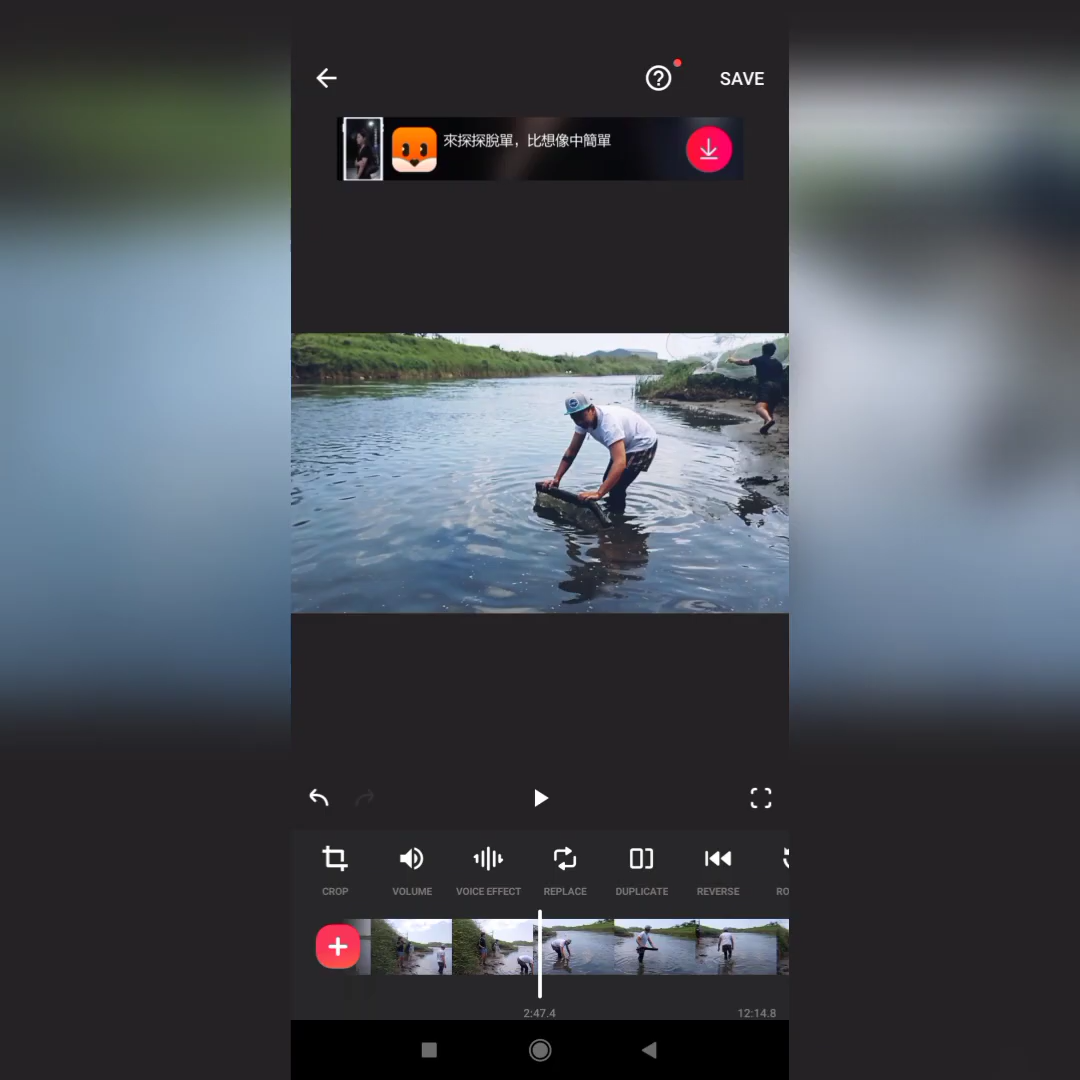 SAVE
來探探脫單，比想像中簡單
CROP
VOLUME
VOICE EFFECT
REPLACE
DUPLICATE
REVERSE
RO
2:47.4
12:14.8